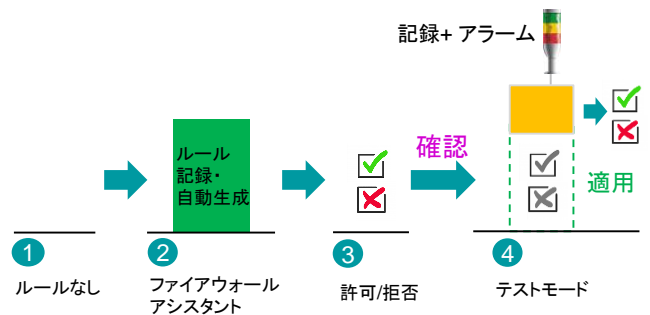 記録+ アラーム
ルール
記録・
自動生成
確認
適用
1
ルールなし
2
ファイアウォール
アシスタント
3
許可/拒否
4
テストモード